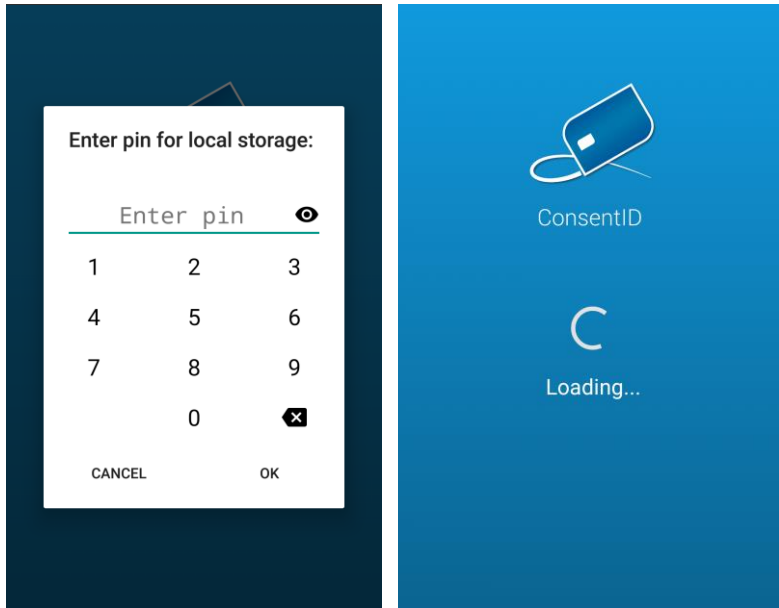 Enter pin for local storage:
Enter pin
1 2 3
4 5 6
7 8 9
0
CANCEL OK
ConsentID
Loading...